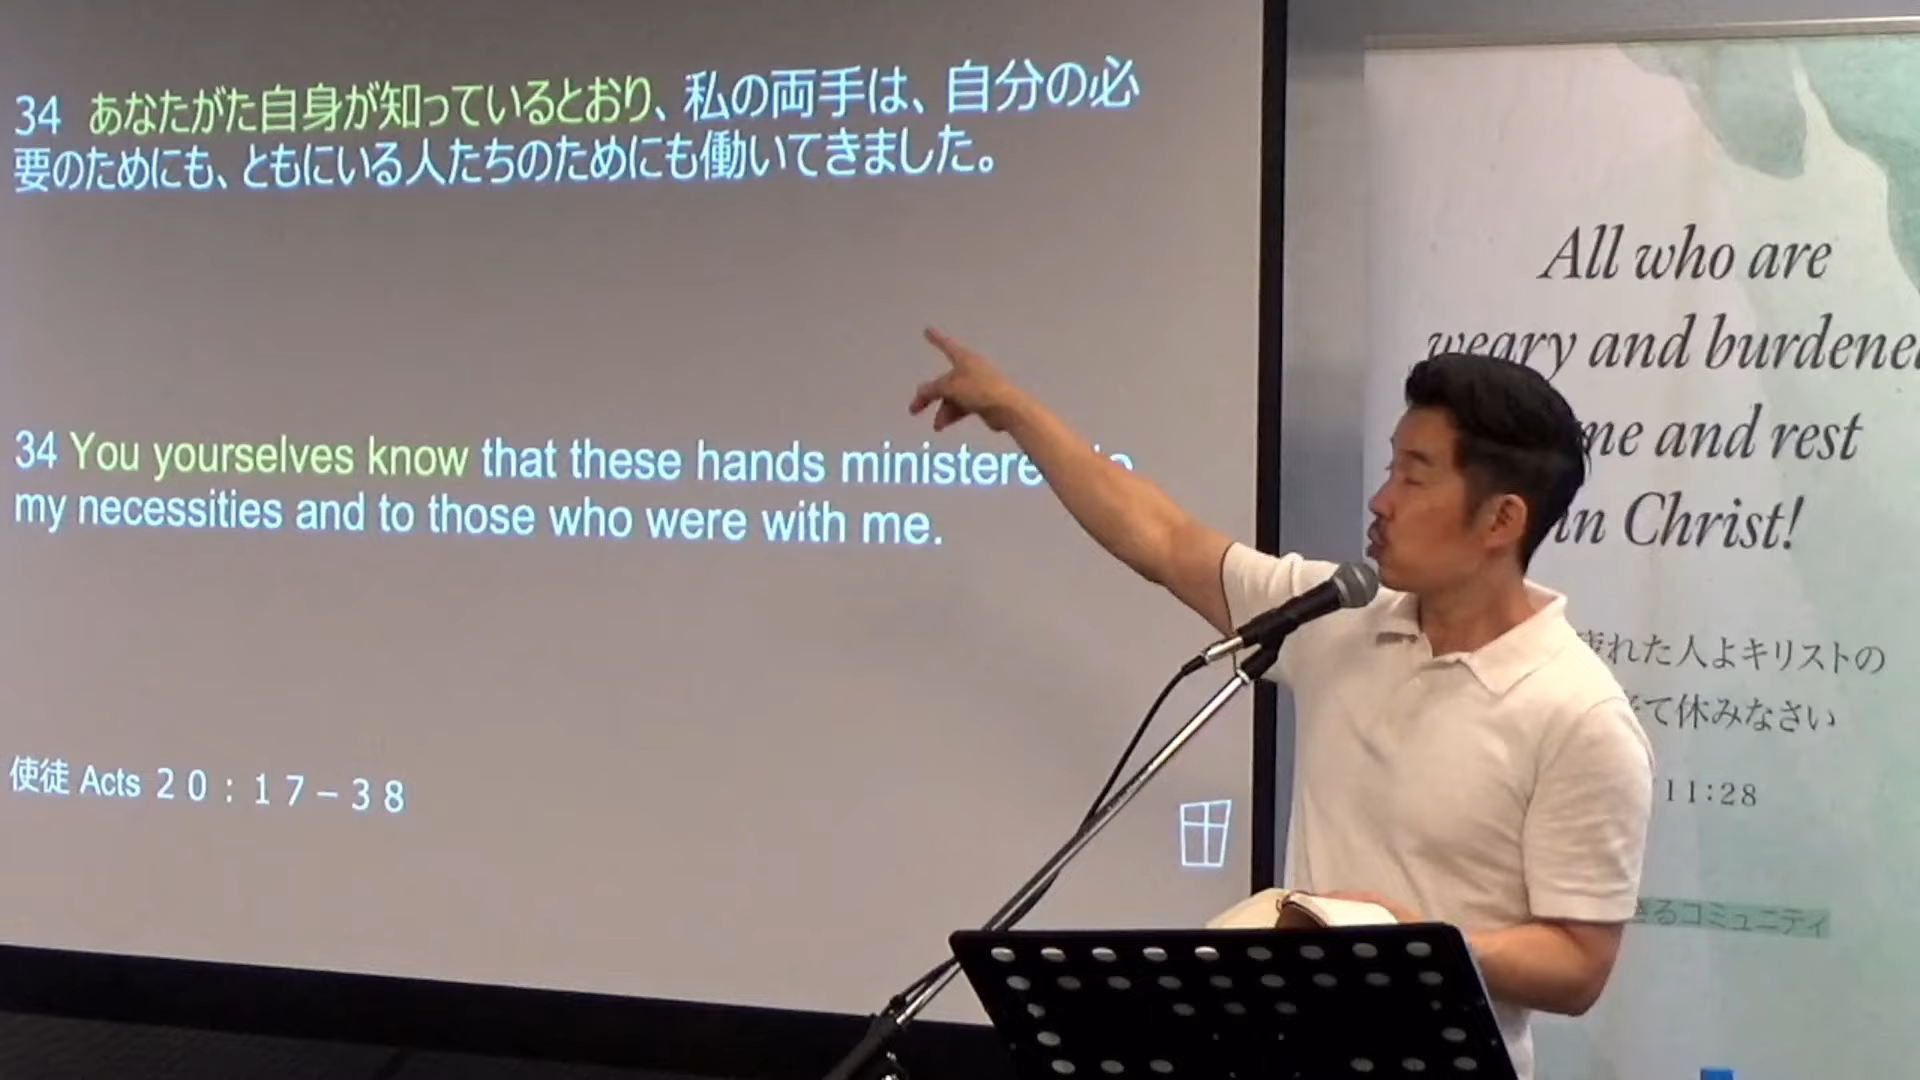 34 あなたがた自身が知っているとおり、私の両手は、自分の必
要のためにも、ともにいる人たちのためにも働いてきました。
34 You yourselves know that these hands
my necessities and to those who were with me.
使徒 Acts 20:17–38
All who are
weary and burdened
me and rest
in Christ!
れた人よキリストの
て休みなさい
11:28
きるコミュニティ